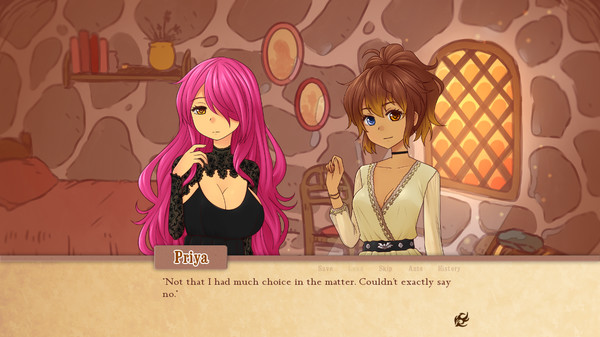 Priya
Save Load Skip Auto History
"Not that I had much choice in the matter. Couldn't exactly say
no."